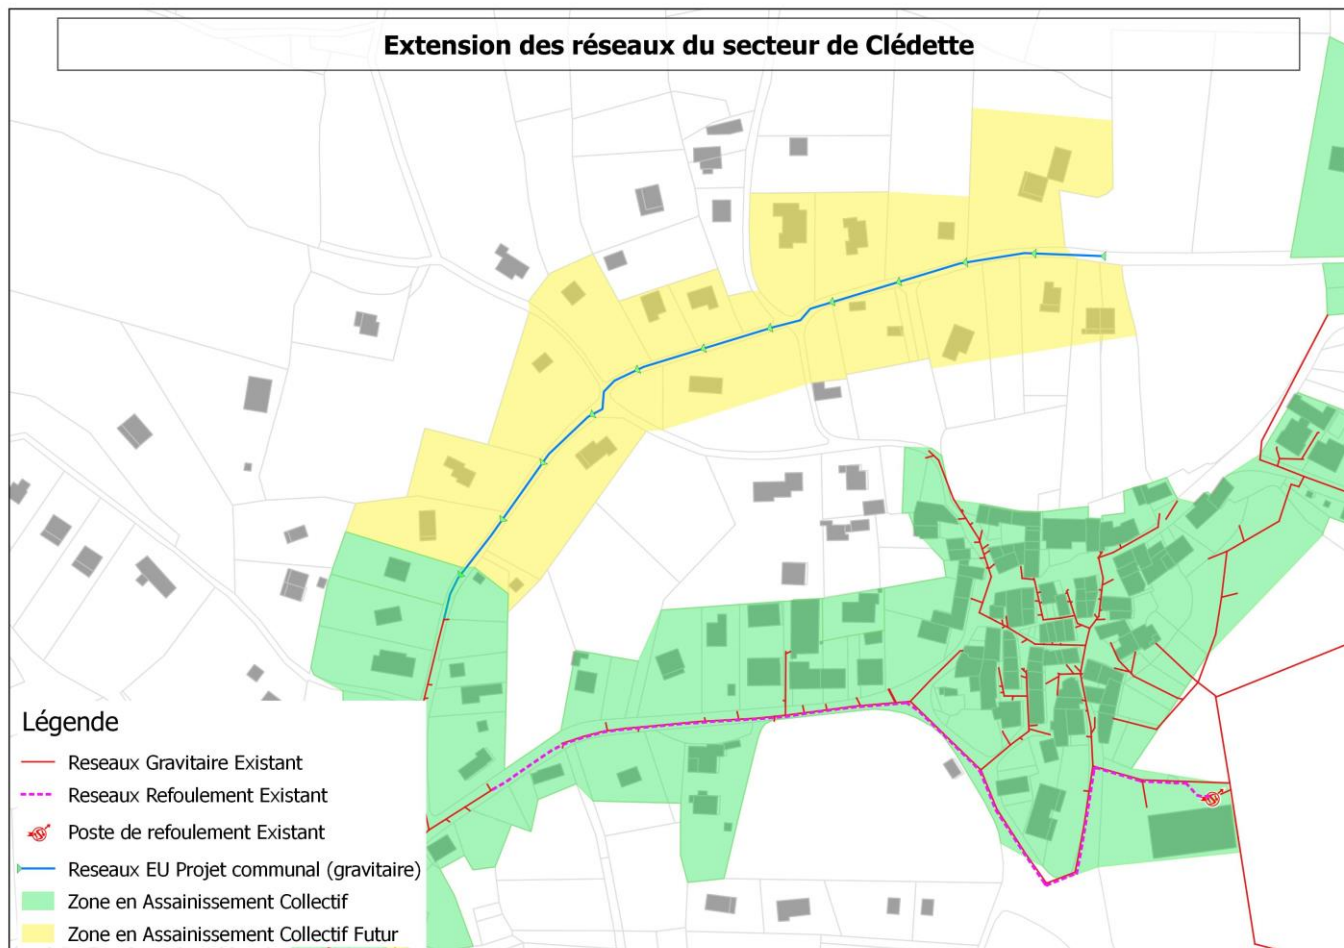 Extension des réseaux du secteur de Clédette
Légende
Reseaux Gravitaire Existant
Reseaux Refoulement Existant
Poste de refoulement Existant
Reseaux EU Projet communal (gravitaire)
Zone en Assainissement Collectif
Zone en Assainissement Collectif Futur